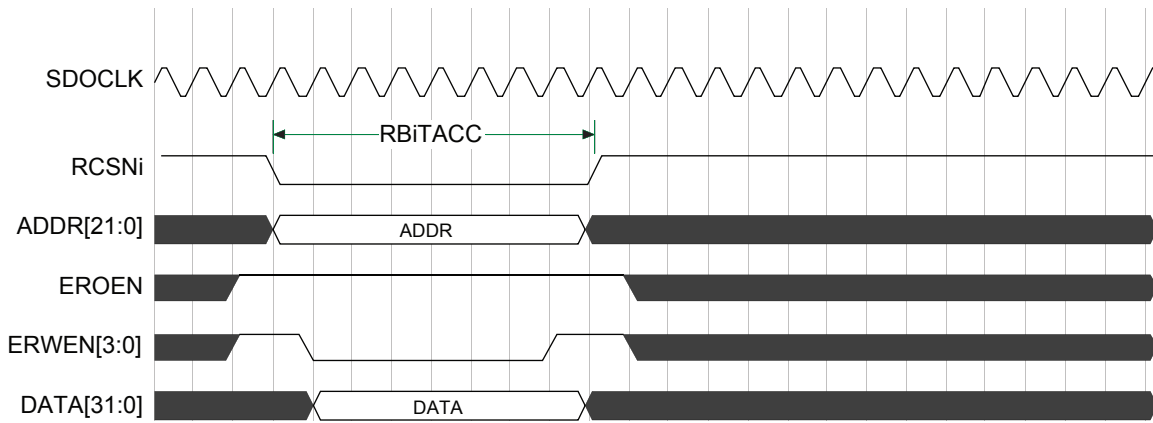 SDOCLK
RBiTACC
RCSNi
ADDR[21:0]
ADDR
EROEN
ERWEN[3:0]
DATA[31:0]
DATA